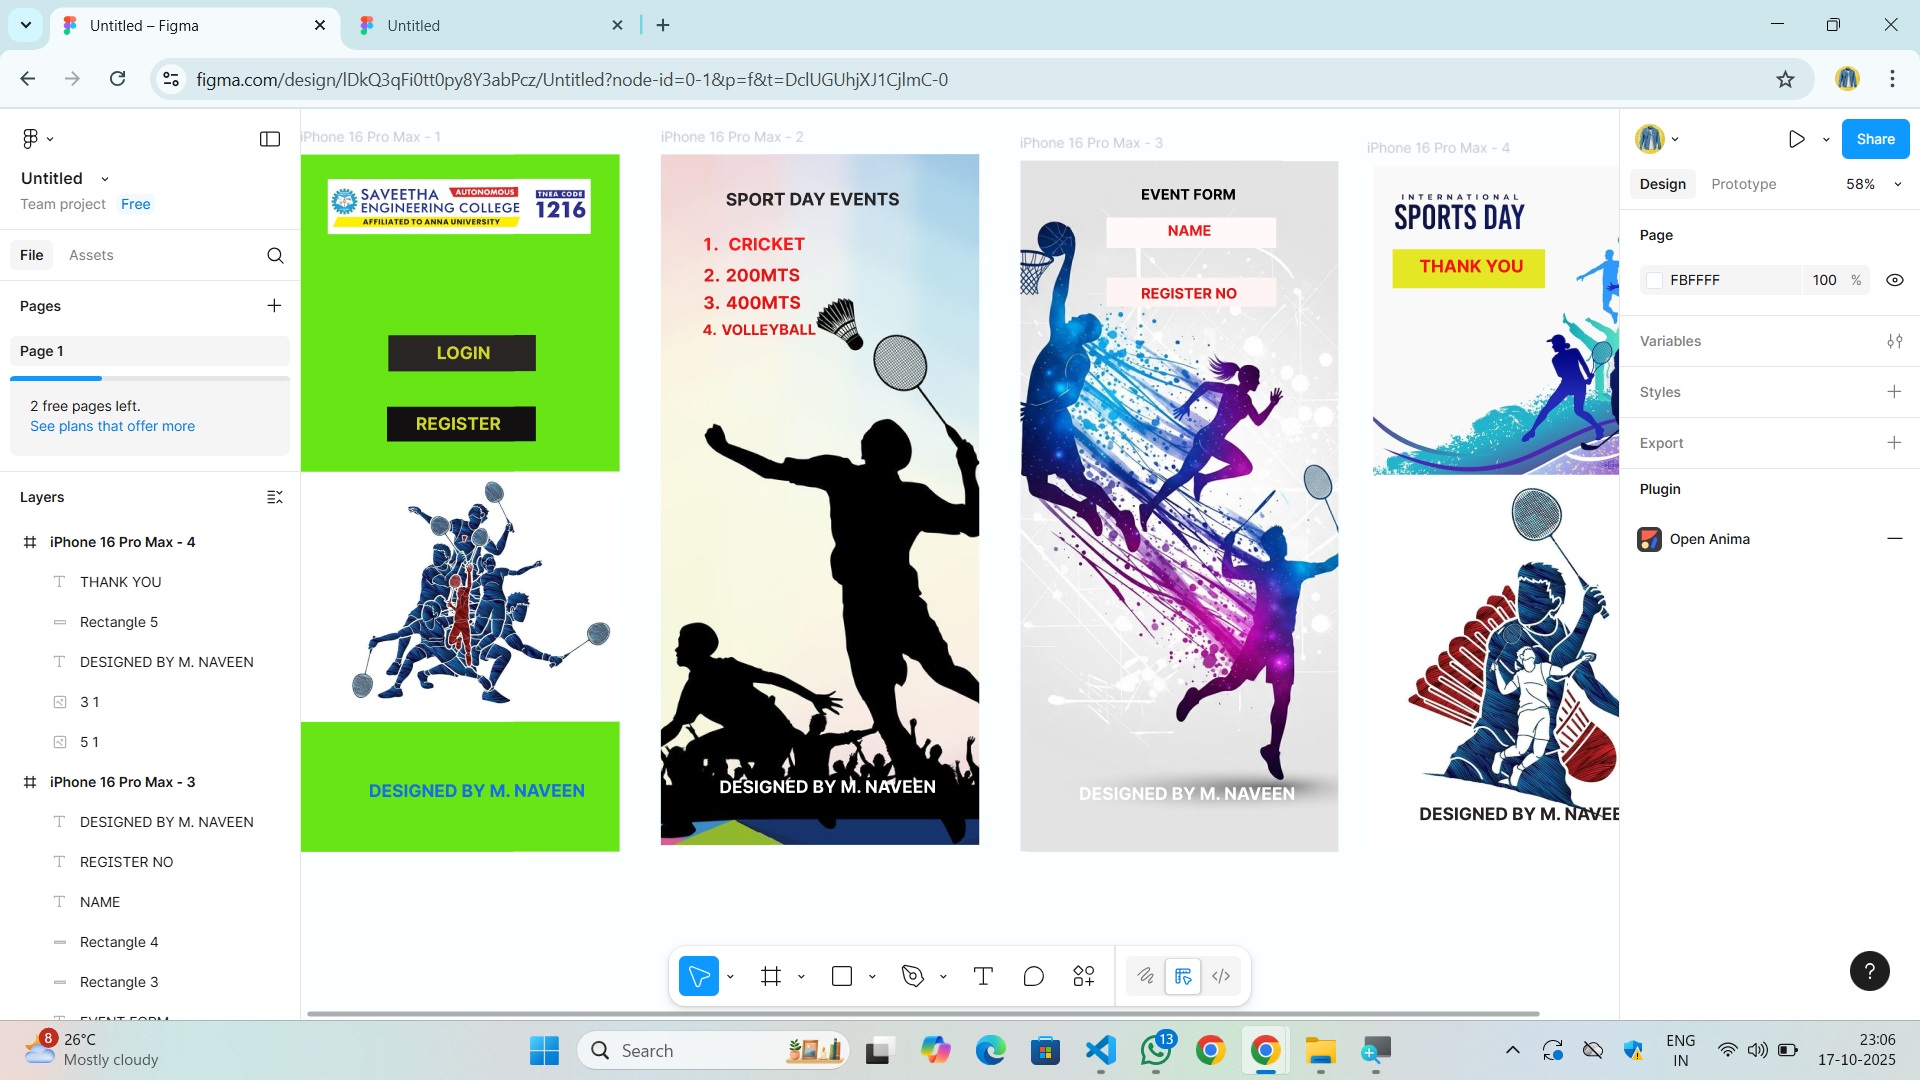 Untitled – Figma
Untitled
figma.com/design/lDkQ3qFi0tt0py8Y3abPcz/Untitled?node-id=0-1&p=f&t=DclUGUhjXJ1CjlmC-0
Untitled
Team project Free
File Assets
Pages
Page 1
2 free pages left.
See plans that offer more
Layers
iPhone 16 Pro Max - 4
THANK YOU
Rectangle 5
DESIGNED BY M. NAVEEN
3 1
5 1
iPhone 16 Pro Max - 3
DESIGNED BY M. NAVEEN
REGISTER NO
NAME
Rectangle 4
Rectangle 3
EVENT FORM
iPhone 16 Pro Max - 1
SAVEETHA
AUTONOMOUS
ENGINEERING COLLEGE
AFFILIATED TO ANNA UNIVERSITY
TNEA CODE
1216
LOGIN
REGISTER
DESIGNED BY M. NAVEEN
iPhone 16 Pro Max - 2
SPORT DAY EVENTS
1. CRICKET
2. 200MTS
3. 400MTS
4. VOLLEYBALL
DESIGNED BY M. NAVEEN
iPhone 16 Pro Max - 3
EVENT FORM
NAME
REGISTER NO
DESIGNED BY M. NAVEEN
iPhone 16 Pro Max - 4
INTERNATIONAL
SPORTS DAY
THANK YOU
DESIGNED BY M. NAVEE
Share
Design Prototype 58%
Page
FBFFFF 100 %
Variables
Styles
Export
Plugin
Open Anima
?
8
26°C
Mostly cloudy
Search
13
ENG
IN
23:06
17-10-2025